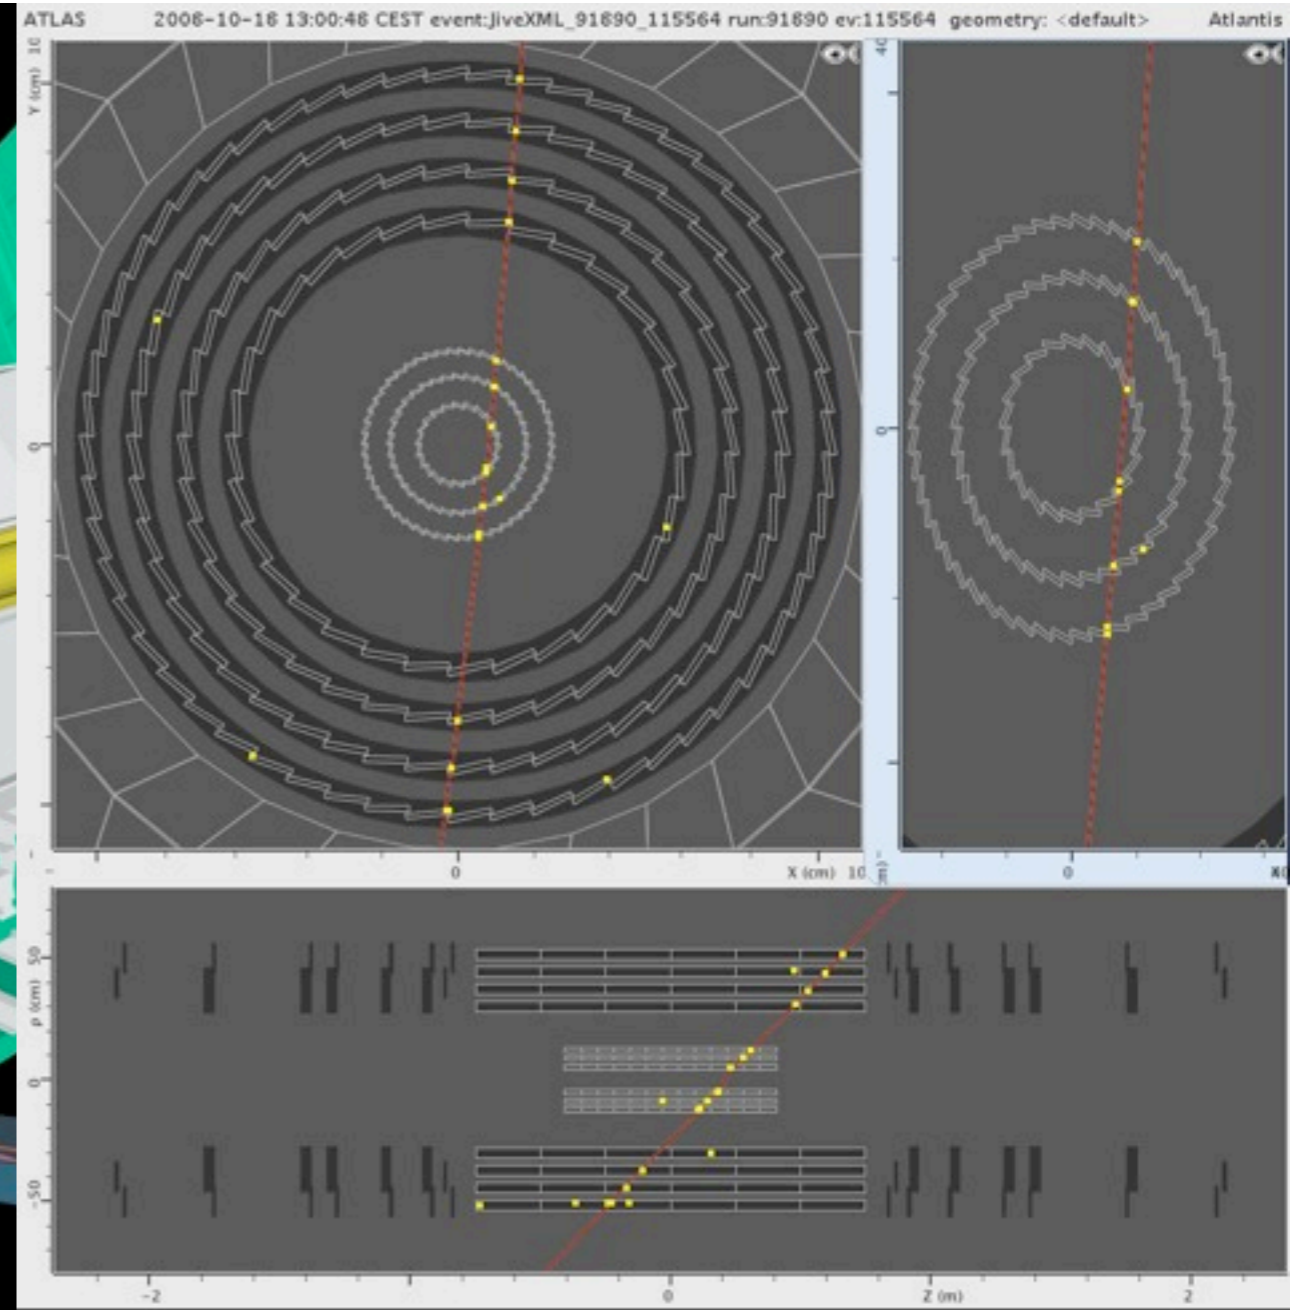 ATLAS 2008-10-18 13:00:48 CEST event:JiveXML_91890_115564 run:91890 ev:115564 geometry: <default> Atlantis
10
Y (cm)
0
0
X (cm) 10
40
0
0
50
ρ (cm)
0
-50
-2
0
Z (m)
2